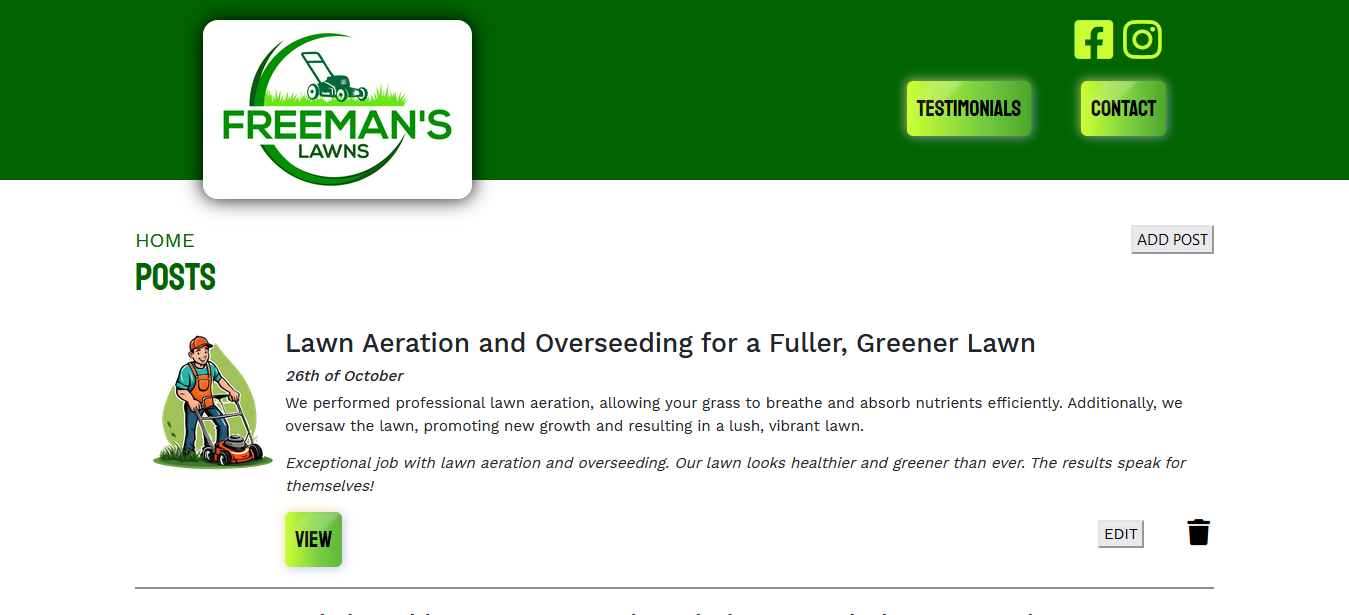 FREEMAN'S
LAWNS
TESTIMONIALS
CONTACT
HOME
ADD POST
POSTS
Lawn Aeration and Overseeding for a Fuller, Greener Lawn
26th of October
We performed professional lawn aeration, allowing your grass to breathe and absorb nutrients efficiently. Additionally, we
oversaw the lawn, promoting new growth and resulting in a lush, vibrant lawn.
Exceptional job with lawn aeration and overseeding. Our lawn looks healthier and greener than ever. The results speak for
themselves!
VIEW
EDIT